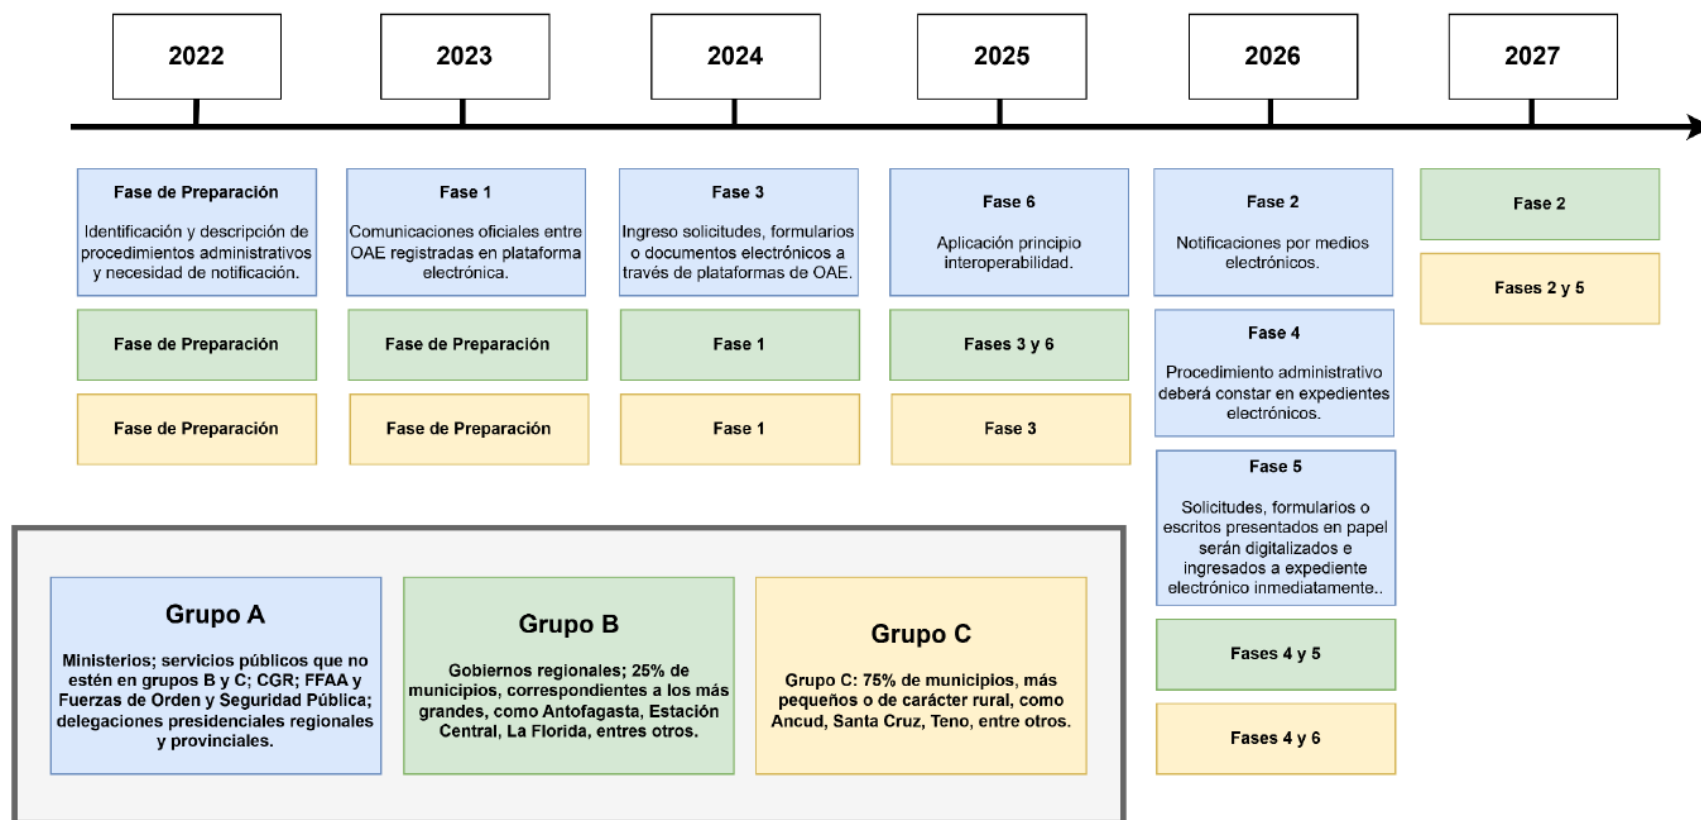 2022
2023
2024
2025
2026
2027
Fase de Preparación
Identificación y descripción de
procedimientos administrativos
y necesidad de notificación.
Fase 1
Comunicaciones oficiales entre
OAE registradas en plataforma
electrónica.
Fase 3
Ingreso solicitudes, formularios
o documentos electrónicos a
través de plataformas de OAE.
Fase 6
Aplicación principio
interoperabilidad.
Fase 2
Notificaciones por medios
electrónicos.
Fase 2
Fases 2 y 5
Fase de Preparación
Fase de Preparación
Fase 1
Fases 3 y 6
Fase 4
Procedimiento administrativo
deberá constar en expedientes
electrónicos.
Fase de Preparación
Fase de Preparación
Fase 1
Fase 3
Fase 5
Solicitudes, formularios o
escritos presentados en papel
serán digitalizados e
ingresados a expediente
electrónico inmediatamente..
Fases 4 y 5
Fases 4 y 6
Grupo A
Ministerios; servicios públicos que no
estén en grupos B y C; CGR; FFAA y
Fuerzas de Orden y Seguridad Pública;
delegaciones presidenciales regionales
y provinciales.
Grupo B
Gobiernos regionales; 25% de
municipios, correspondientes a los más
grandes, como Antofagasta, Estación
Central, La Florida, entres otros.
Grupo C
Grupo C: 75% de municipios, más
pequeños o de carácter rural, como
Ancud, Santa Cruz, Teno, entre otros.